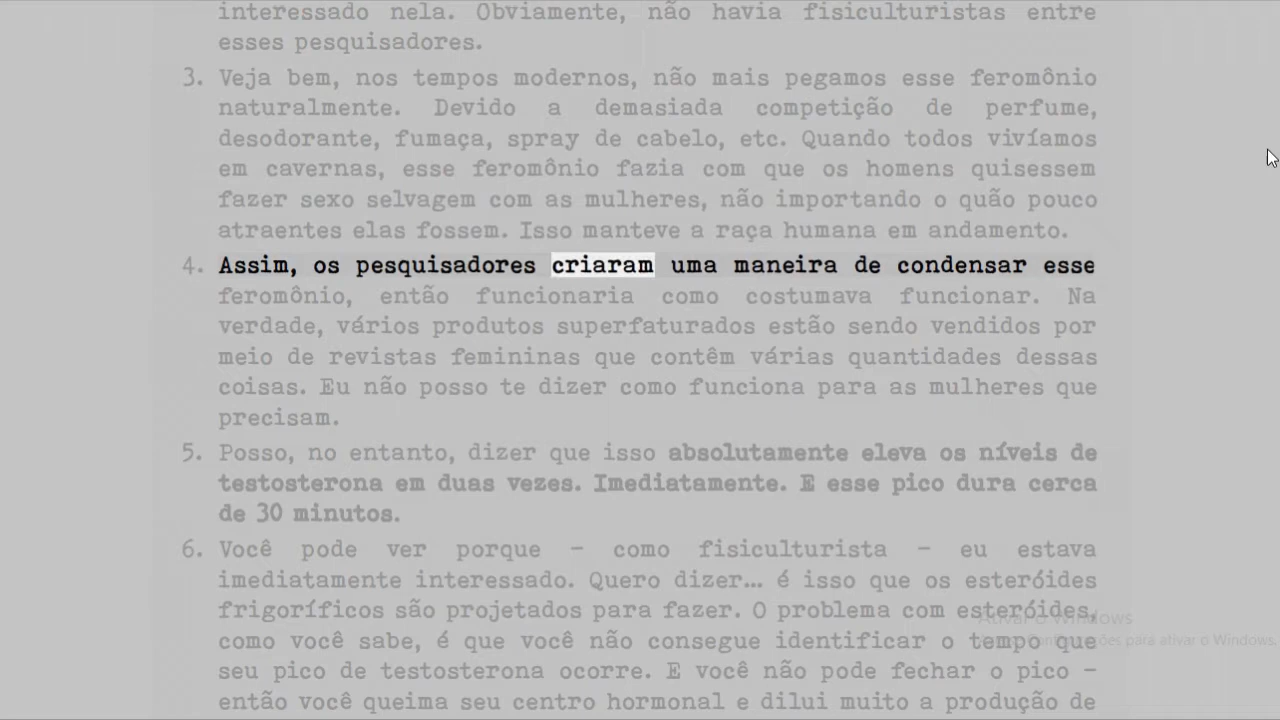 interessado nela. Obviamente, não havia fisiculturistas entre
esses pesquisadores.
3. Veja bem, nos tempos modernos, não mais pegamos esse feromônio
naturalmente. Devido a demasiada competição de perfume,
desodorante, fumaça, spray de cabelo, etc. Quando todos vivíamos
em cavernas, esse feromônio fazia com que os homens quisessem
fazer sexo selvagem com as mulheres, não importando o quão pouco
atraentes elas fossem. Isso manteve a raça humana em andamento.
4. Assim, os pesquisadores criaram uma maneira de condensar esse
feromônio, então funcionaria como costumava funcionar. Na
verdade, vários produtos superfaturados estão sendo vendidos por
meio de revistas femininas que contêm várias quantidades dessas
coisas. Eu não posso te dizer como funciona para as mulheres que
precisam.
5. Posso, no entanto, dizer que isso absolutamente eleva os níveis de
testosterona em duas vezes. Imediatamente. E esse pico dura cerca
de 30 minutos.
6. Você pode ver porque – como fisiculturista – eu estava
imediatamente interessado. Quero dizer... é isso que os esteróides
frigoríficos são projetados para fazer. O problema com esteróides,
como você sabe, é que você não consegue identificar o tempo que
seu pico de testosterona ocorre. E você não pode fechar o pico –
então você queima seu centro hormonal e dilui muito a produção de
Ativar o Windows
para ativar o Windows.